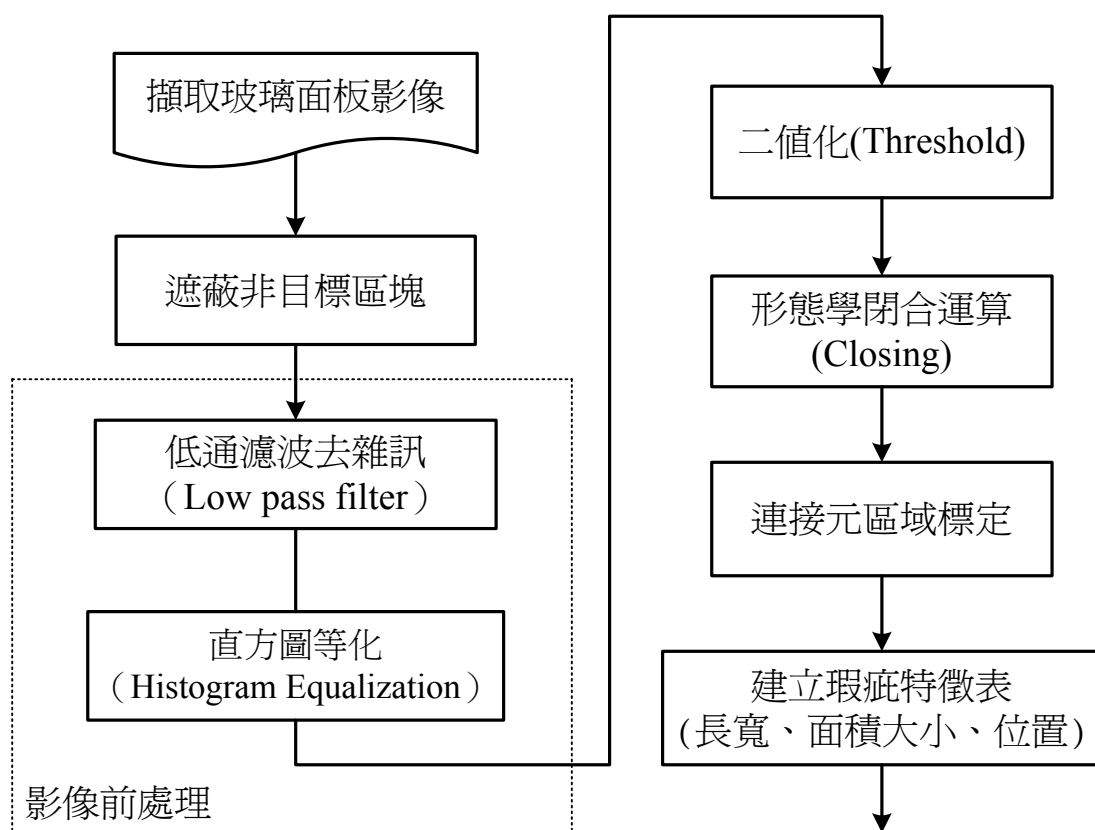 擷取玻璃面板影像
遮蔽非目標區塊
低通濾波去雜訊
（Low pass filter）
直方圖等化
（Histogram Equalization）
影像前處理
二值化(Threshold)
形態學閉合運算
(Closing)
連接元區域標定
建立瑕疵特徵表
(長寬、面積大小、位置)